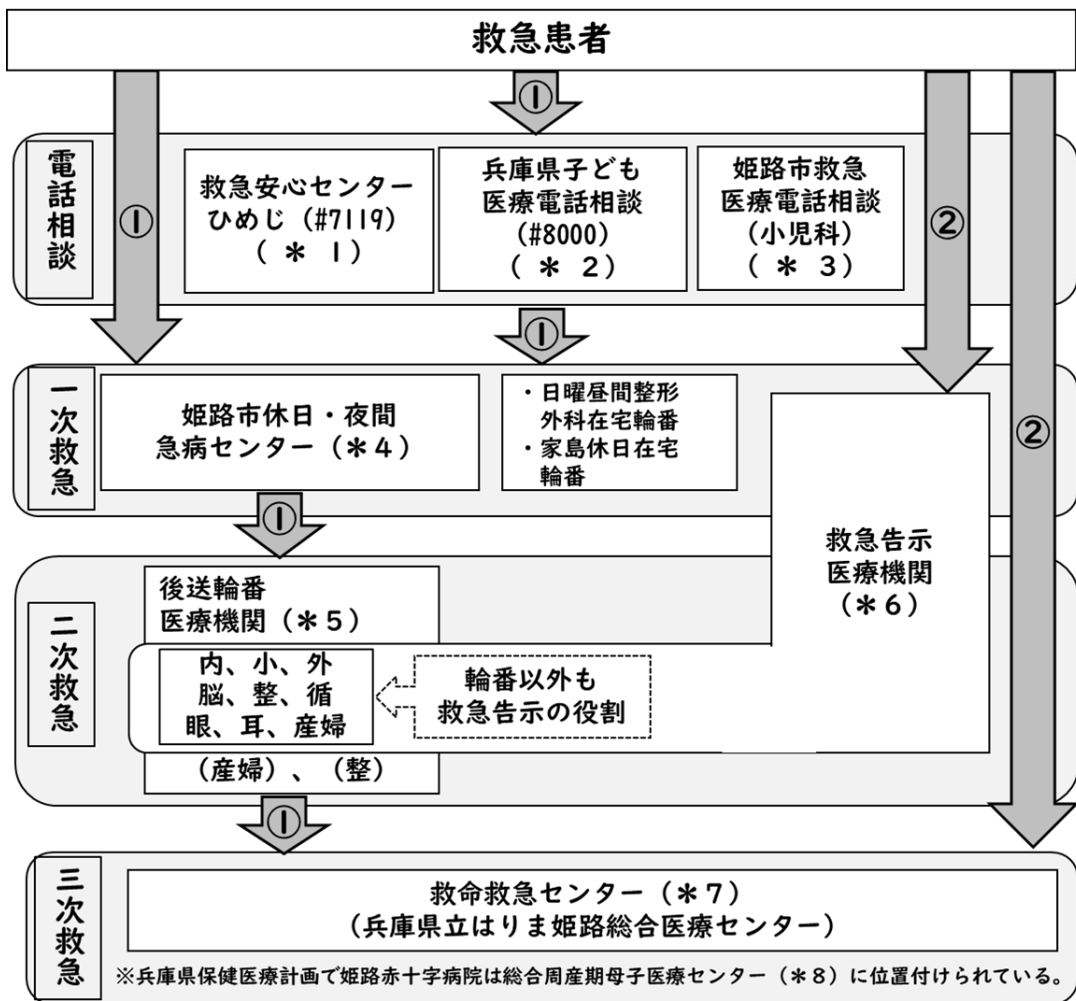 救急患者
①
①
②
②
電話相談
救急安心センター
ひめじ（#7119）
（＊１）
兵庫県子ども
医療電話相談
（#8000）
（＊２）
姫路市救急
医療電話相談
（小児科）
（＊３）
①
一次救急
姫路市休日・夜間
急病センター（＊4）
・日曜昼間整形
外科在宅輪番
・家島休日在宅
輪番
①
救急告示
医療機関
（＊6）
二次救急
後送輪番
医療機関（＊5）
内、小、外
脳、整、循
眼、耳、産婦
輪番以外も
救急告示の役割
（産婦）、（整）
①
三次救急
救命救急センター（＊7）
（兵庫県立はりま姫路総合医療センター）
※兵庫県保健医療計画で姫路赤十字病院は総合周産期母子医療センター（＊8）に位置付けられている。